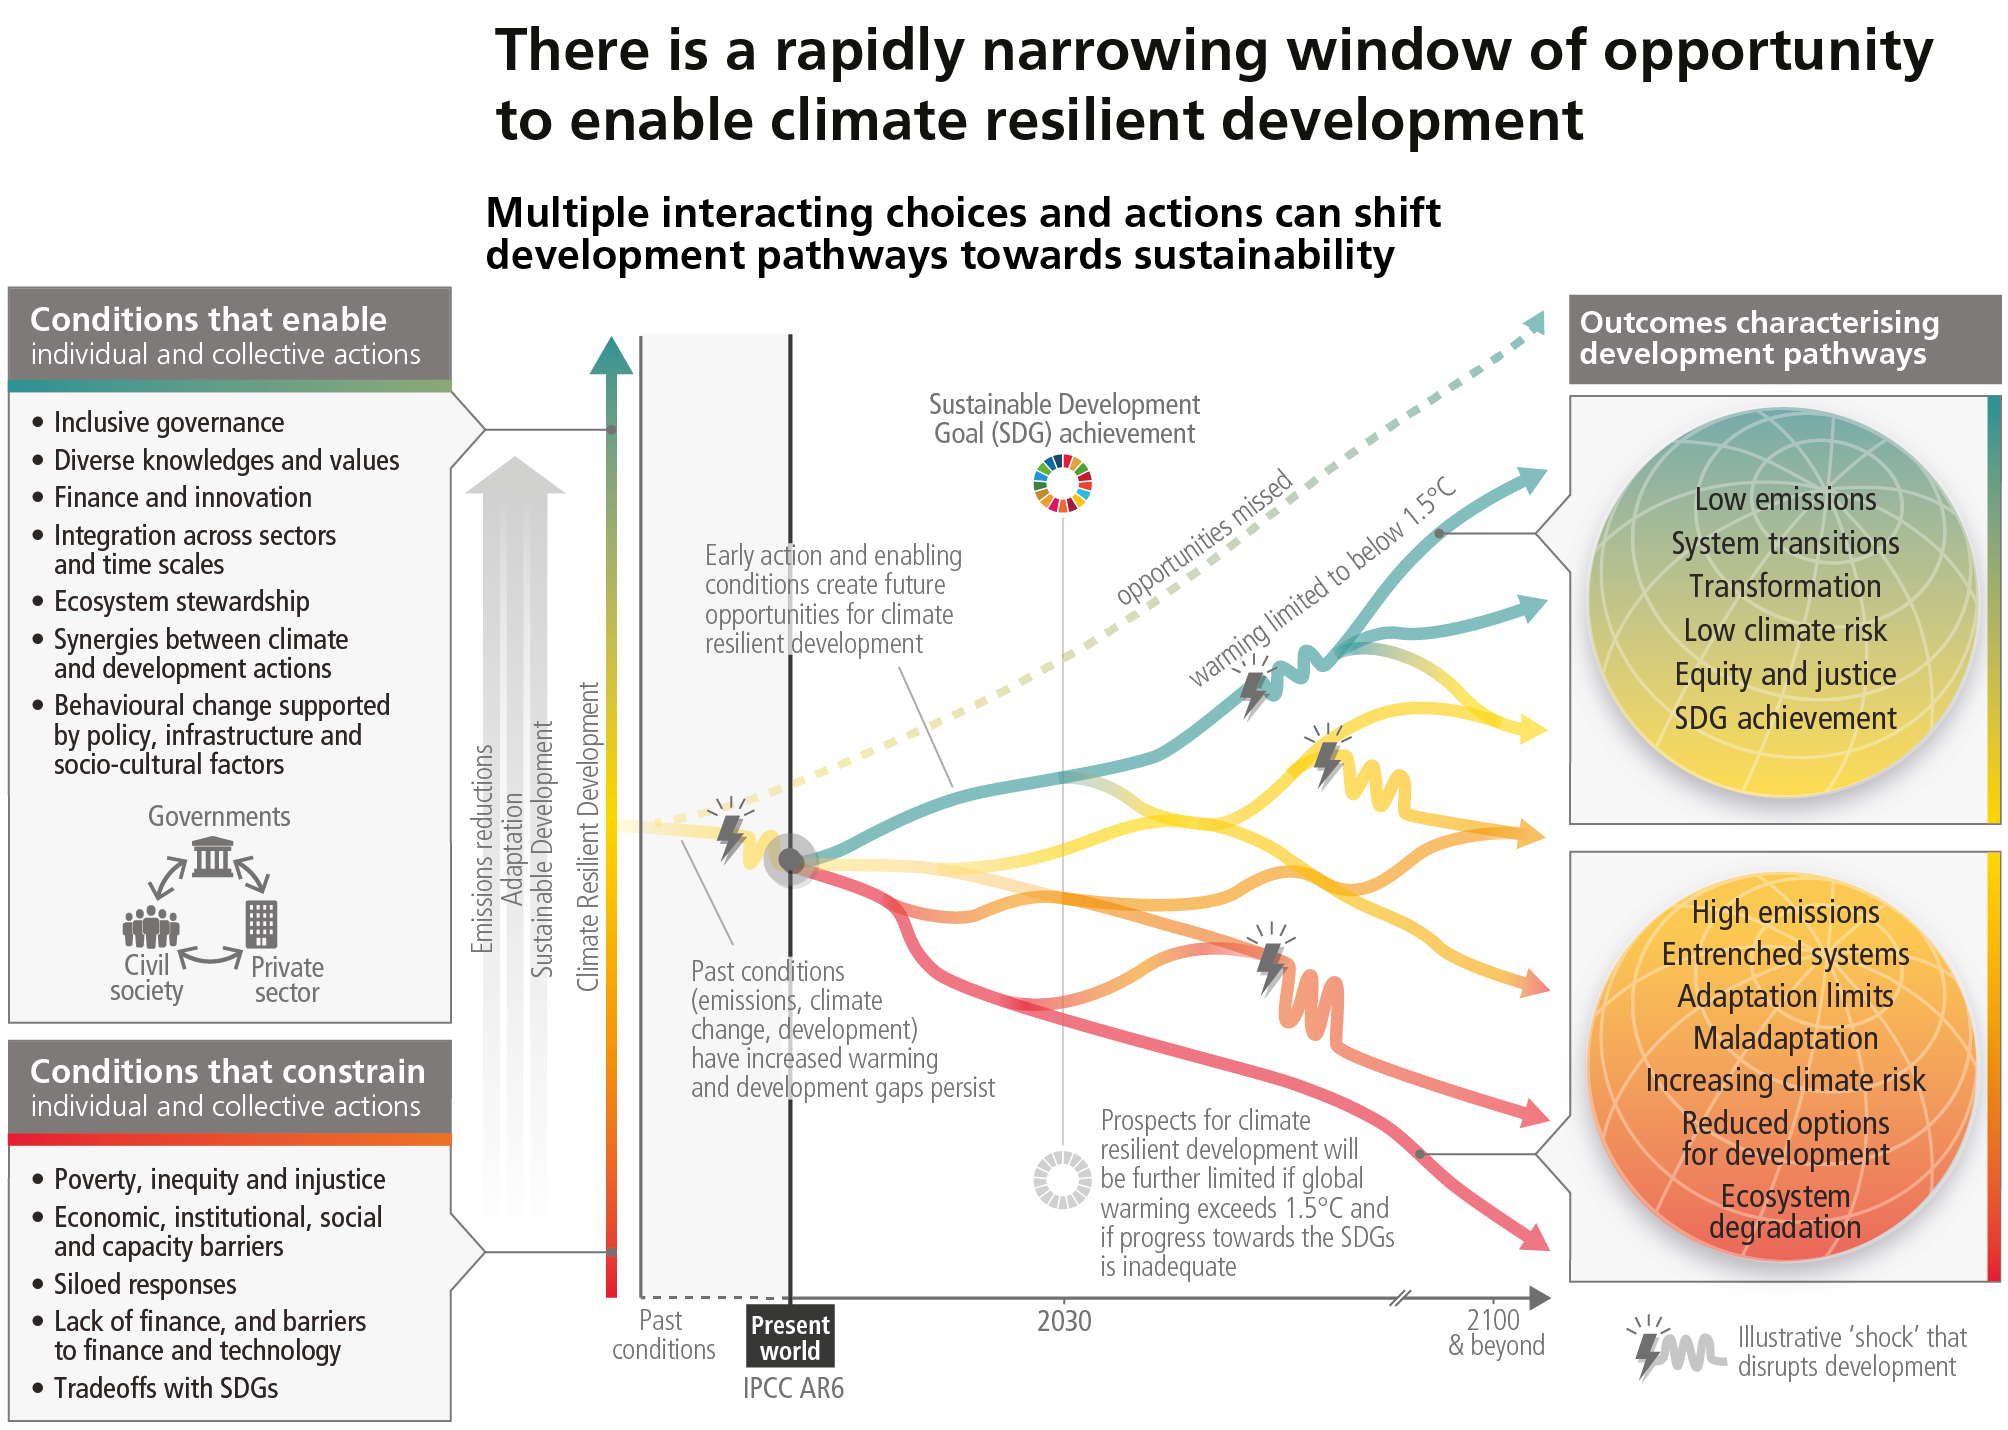 There is a rapidly narrowing window of opportunity
to enable climate resilient development
Multiple interacting choices and actions can shift
development pathways towards sustainability
Conditions that enable
individual and collective actions
• Inclusive governance
• Diverse knowledges and values
• Finance and innovation
• Integration across sectors
and time scales
• Ecosystem stewardship
• Synergies between climate
and development actions
• Behavioural change supported
by policy, infrastructure and
socio-cultural factors
Governments
Civil
society
Private
sector
Conditions that constrain
individual and collective actions
• Poverty, inequity and injustice
• Economic, institutional, social
and capacity barriers
• Siloed responses
• Lack of finance, and barriers
to finance and technology
• Tradeoffs with SDGs
Emissions reductions
Adaptation
Sustainable Development
Climate Resilient Development
Sustainable Development
Goal (SDG) achievement
Early action and enabling
conditions create future
opportunities for climate
resilient development
opportunities missed
warming limited to below 1.5°C
Past conditions
(emissions, climate
change, development)
have increased warming
and development gaps persist
Prospects for climate
resilient development will
be further limited if global
warming exceeds 1.5°C and
if progress towards the SDGs
is inadequate
Past
conditions
Present
world
IPCC AR6
2030
2100
& beyond
Outcomes characterising
development pathways
Low emissions
System transitions
Transformation
Low climate risk
Equity and justice
SDG achievement
High emissions
Entrenched systems
Adaptation limits
Maladaptation
Increasing climate risk
Reduced options
for development
Ecosystem
degradation
Illustrative ‘shock’ that
disrupts development